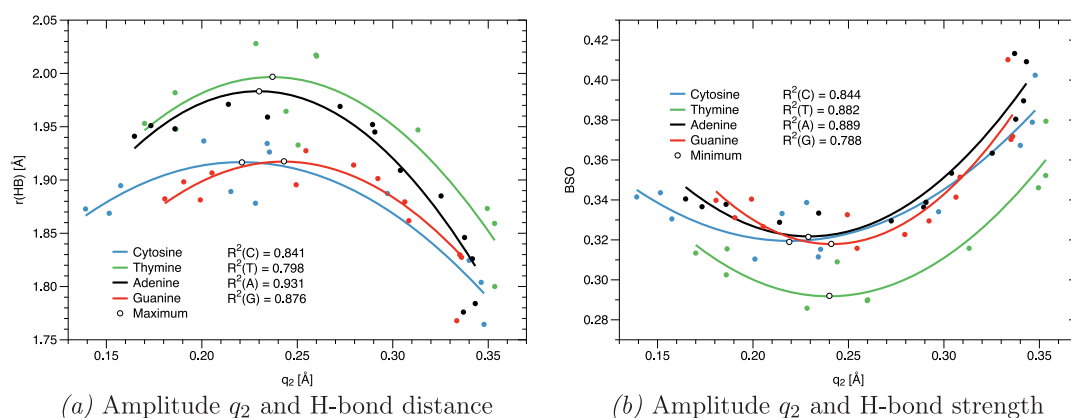 2.05
2.00
1.95
1.90
1.85
1.80
1.75
r(HB) [Å]
Cytosine R²(C) = 0.841
Thymine R²(T) = 0.798
Adenine R²(A) = 0.931
Guanine R²(G) = 0.876
Maximum
0.15 0.20 0.25 0.30 0.35
q₂ [Å]
(a) Amplitude q₂ and H-bond distance
0.42
0.40
0.38
0.36
0.34
0.32
0.30
0.28
BSO
Cytosine R²(C) = 0.844
Thymine R²(T) = 0.882
Adenine R²(A) = 0.889
Guanine R²(G) = 0.788
Minimum
0.15 0.20 0.25 0.30 0.35
q₂ [Å]
(b) Amplitude q₂ and H-bond strength